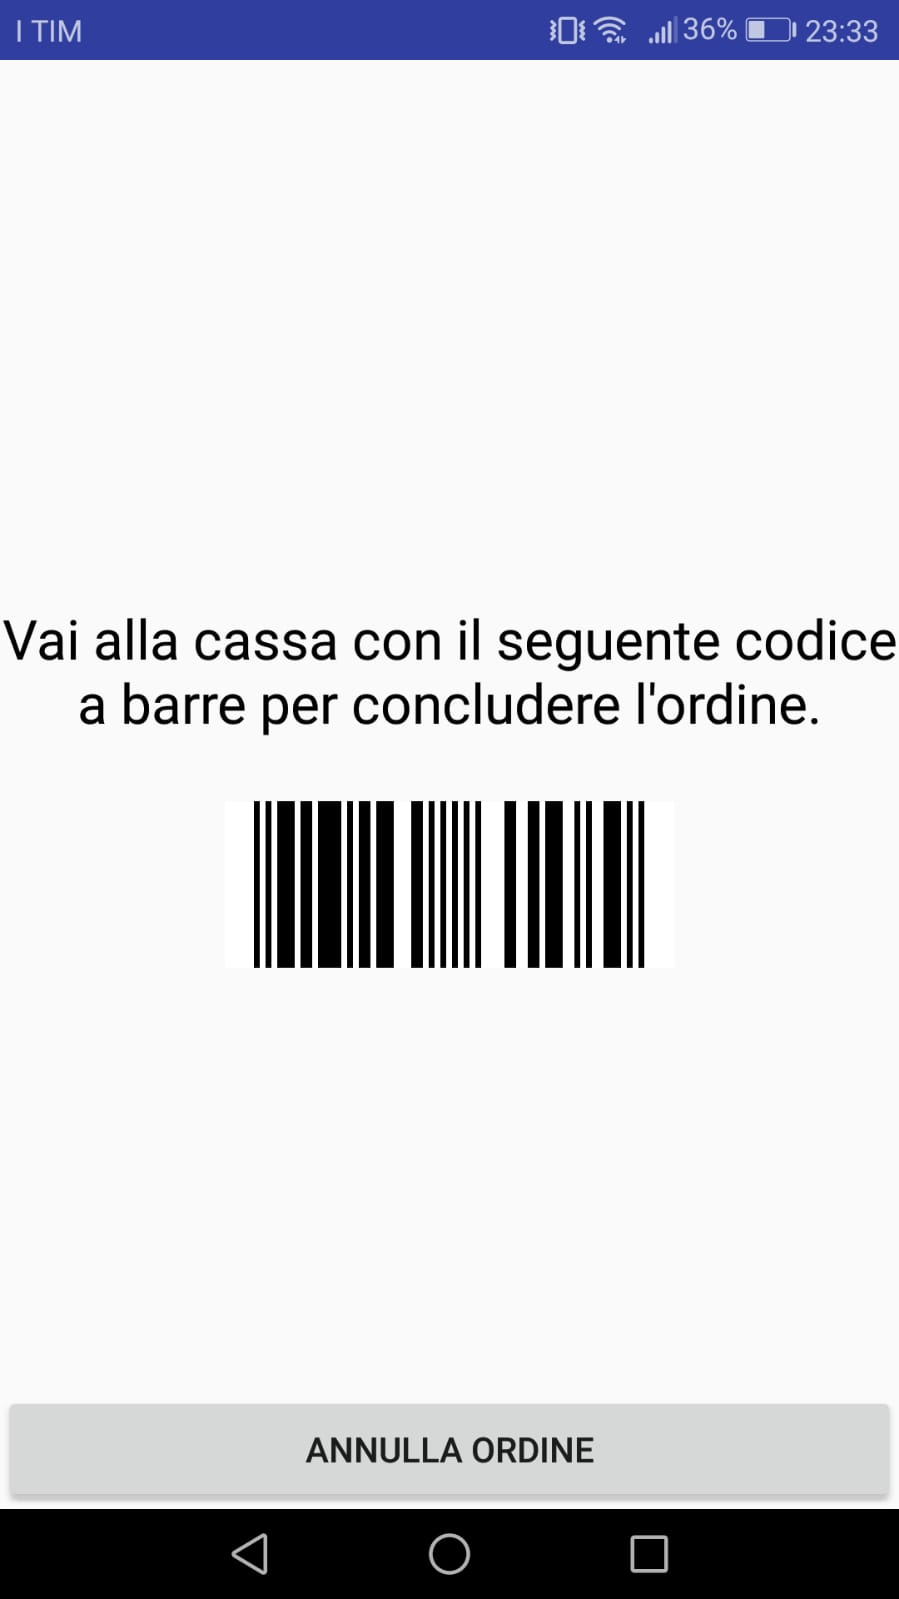 I TIM
36% 23:33
Vai alla cassa con il seguente codice
a barre per concludere l'ordine.
ANNULLA ORDINE